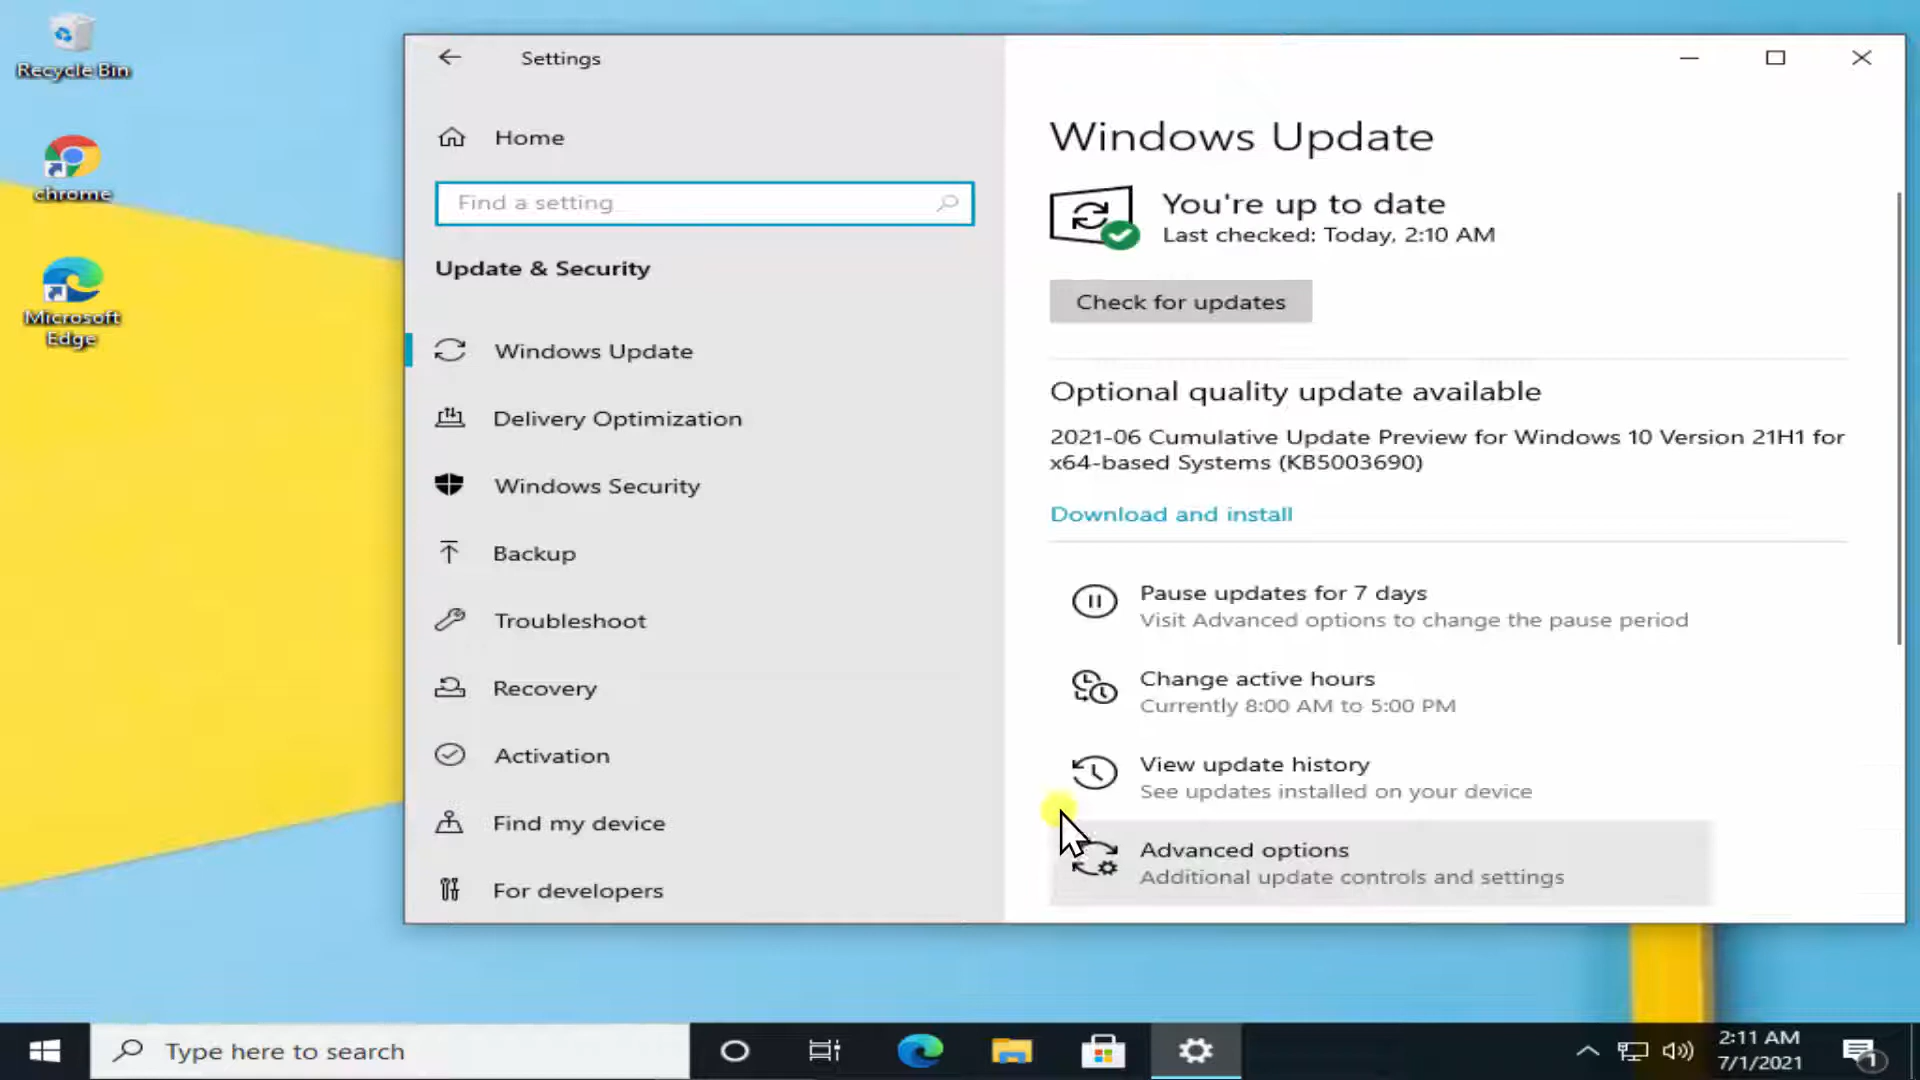 Recycle Bin
chrome
Microsoft
Edge
Settings
Home
Find a setting
Update & Security
Windows Update
Delivery Optimization
Windows Security
Backup
Troubleshoot
Recovery
Activation
Find my device
For developers
Windows Update
You're up to date
Last checked: Today, 2:10 AM
Check for updates
Optional quality update available
2021-06 Cumulative Update Preview for Windows 10 Version 21H1 for
x64-based Systems (KB5003690)
Download and install
Pause updates for 7 days
Visit Advanced options to change the pause period
Change active hours
Currently 8:00 AM to 5:00 PM
View update history
See updates installed on your device
Advanced options
Additional update controls and settings
Type here to search
2:11 AM
7/1/2021
1